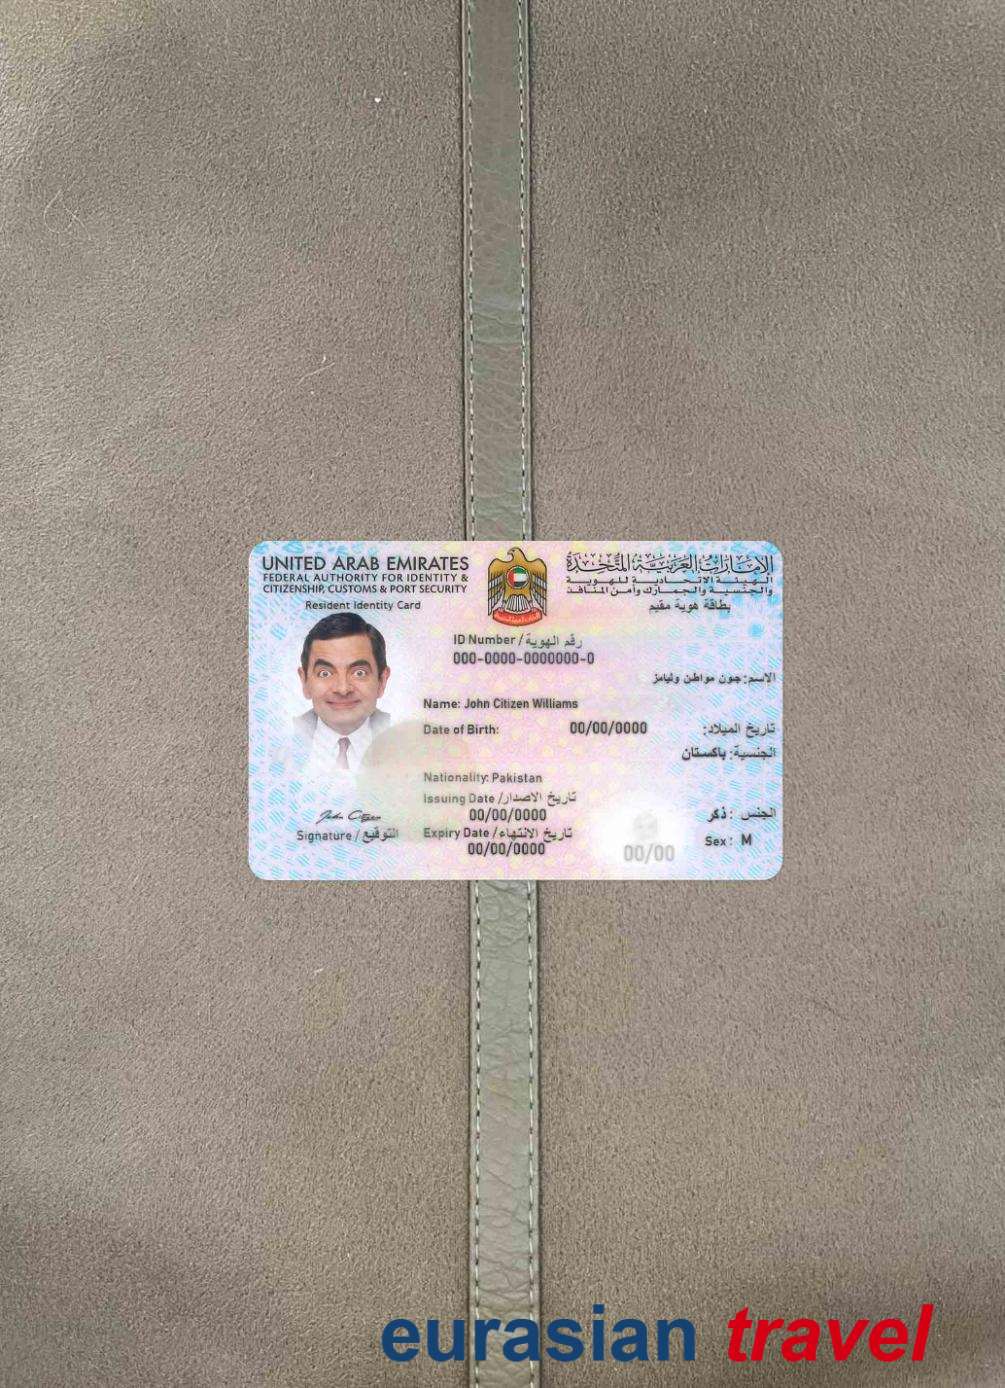 UNITED ARAB EMIRATES
FEDERAL AUTHORITY FOR IDENTITY &
CITIZENSHIP, CUSTOMS & PORT SECURITY
Resident Identity Card
الإمارات العربية المتحدة
الهيئة الاتحادية للهوية
والجنسية والجمارك وأمن المنافذ
بطاقة هوية مقيم
ID Number / رقم الهوية
000-0000-0000000-0
الاسم: جون مواطن وليامز
Name: John Citizen Williams
Date of Birth: 00/00/0000 تاريخ الميلاد:
الجنسية: باكستان
Nationality: Pakistan
Issuing Date / تاريخ الاصدار
00/00/0000
الجنس : ذكر
John Citizen
Signature / التوقيع
Expiry Date / تاريخ الانتهاء
00/00/0000
00/00
Sex : M
eurasian travel